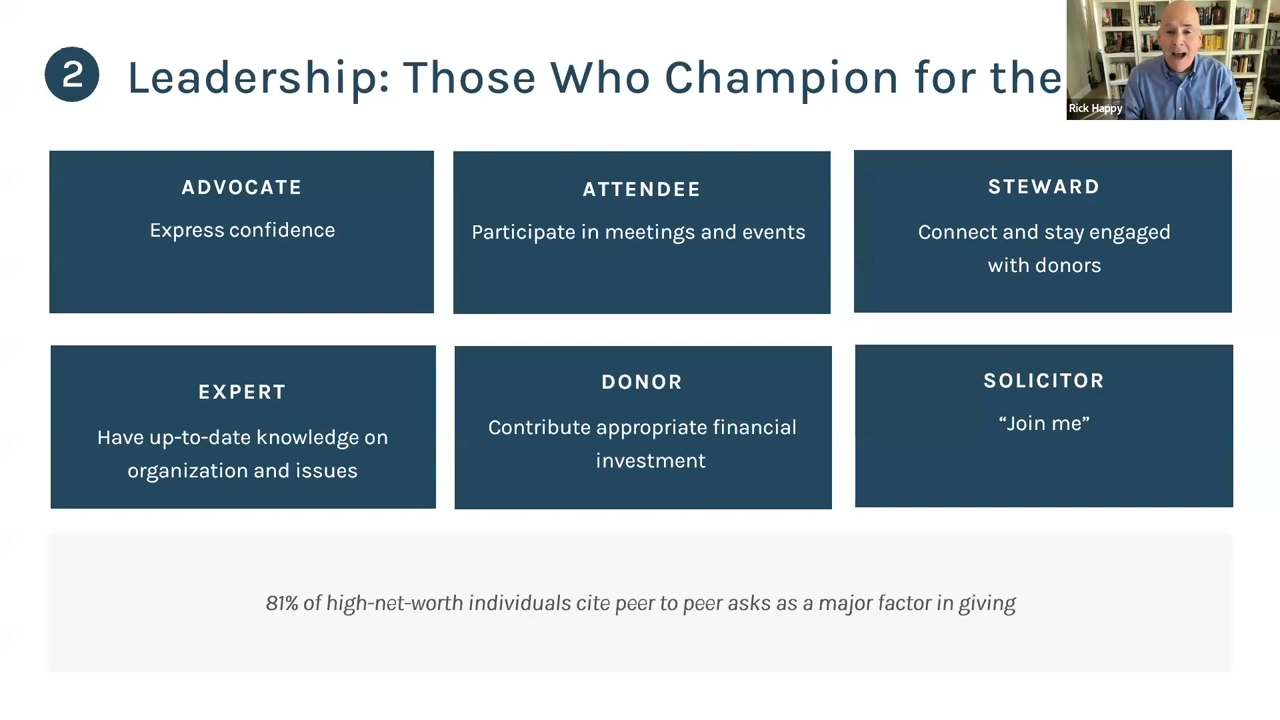 2
Leadership: Those Who Champion for the
Rick Happy
ADVOCATE
Express confidence
ATTENDEE
Participate in meetings and events
STEWARD
Connect and stay engaged
with donors
EXPERT
Have up-to-date knowledge on
organization and issues
DONOR
Contribute appropriate financial
investment
SOLICITOR
“Join me”
81% of high-net-worth individuals cite peer to peer asks as a major factor in giving